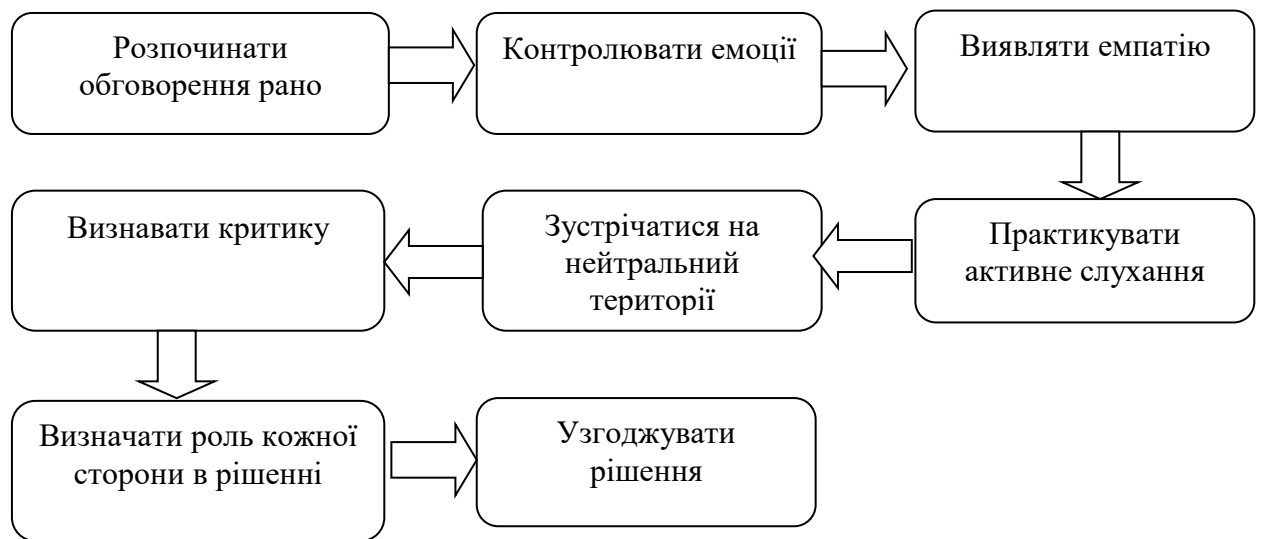 Розпочинати
обговорення рано
Контролювати емоції
Виявляти емпатію
Практикувати
активне слухання
Зустрічатися на
нейтральний
території
Визнавати критику
Визначати роль кожної
сторони в рішенні
Узгоджувати
рішення